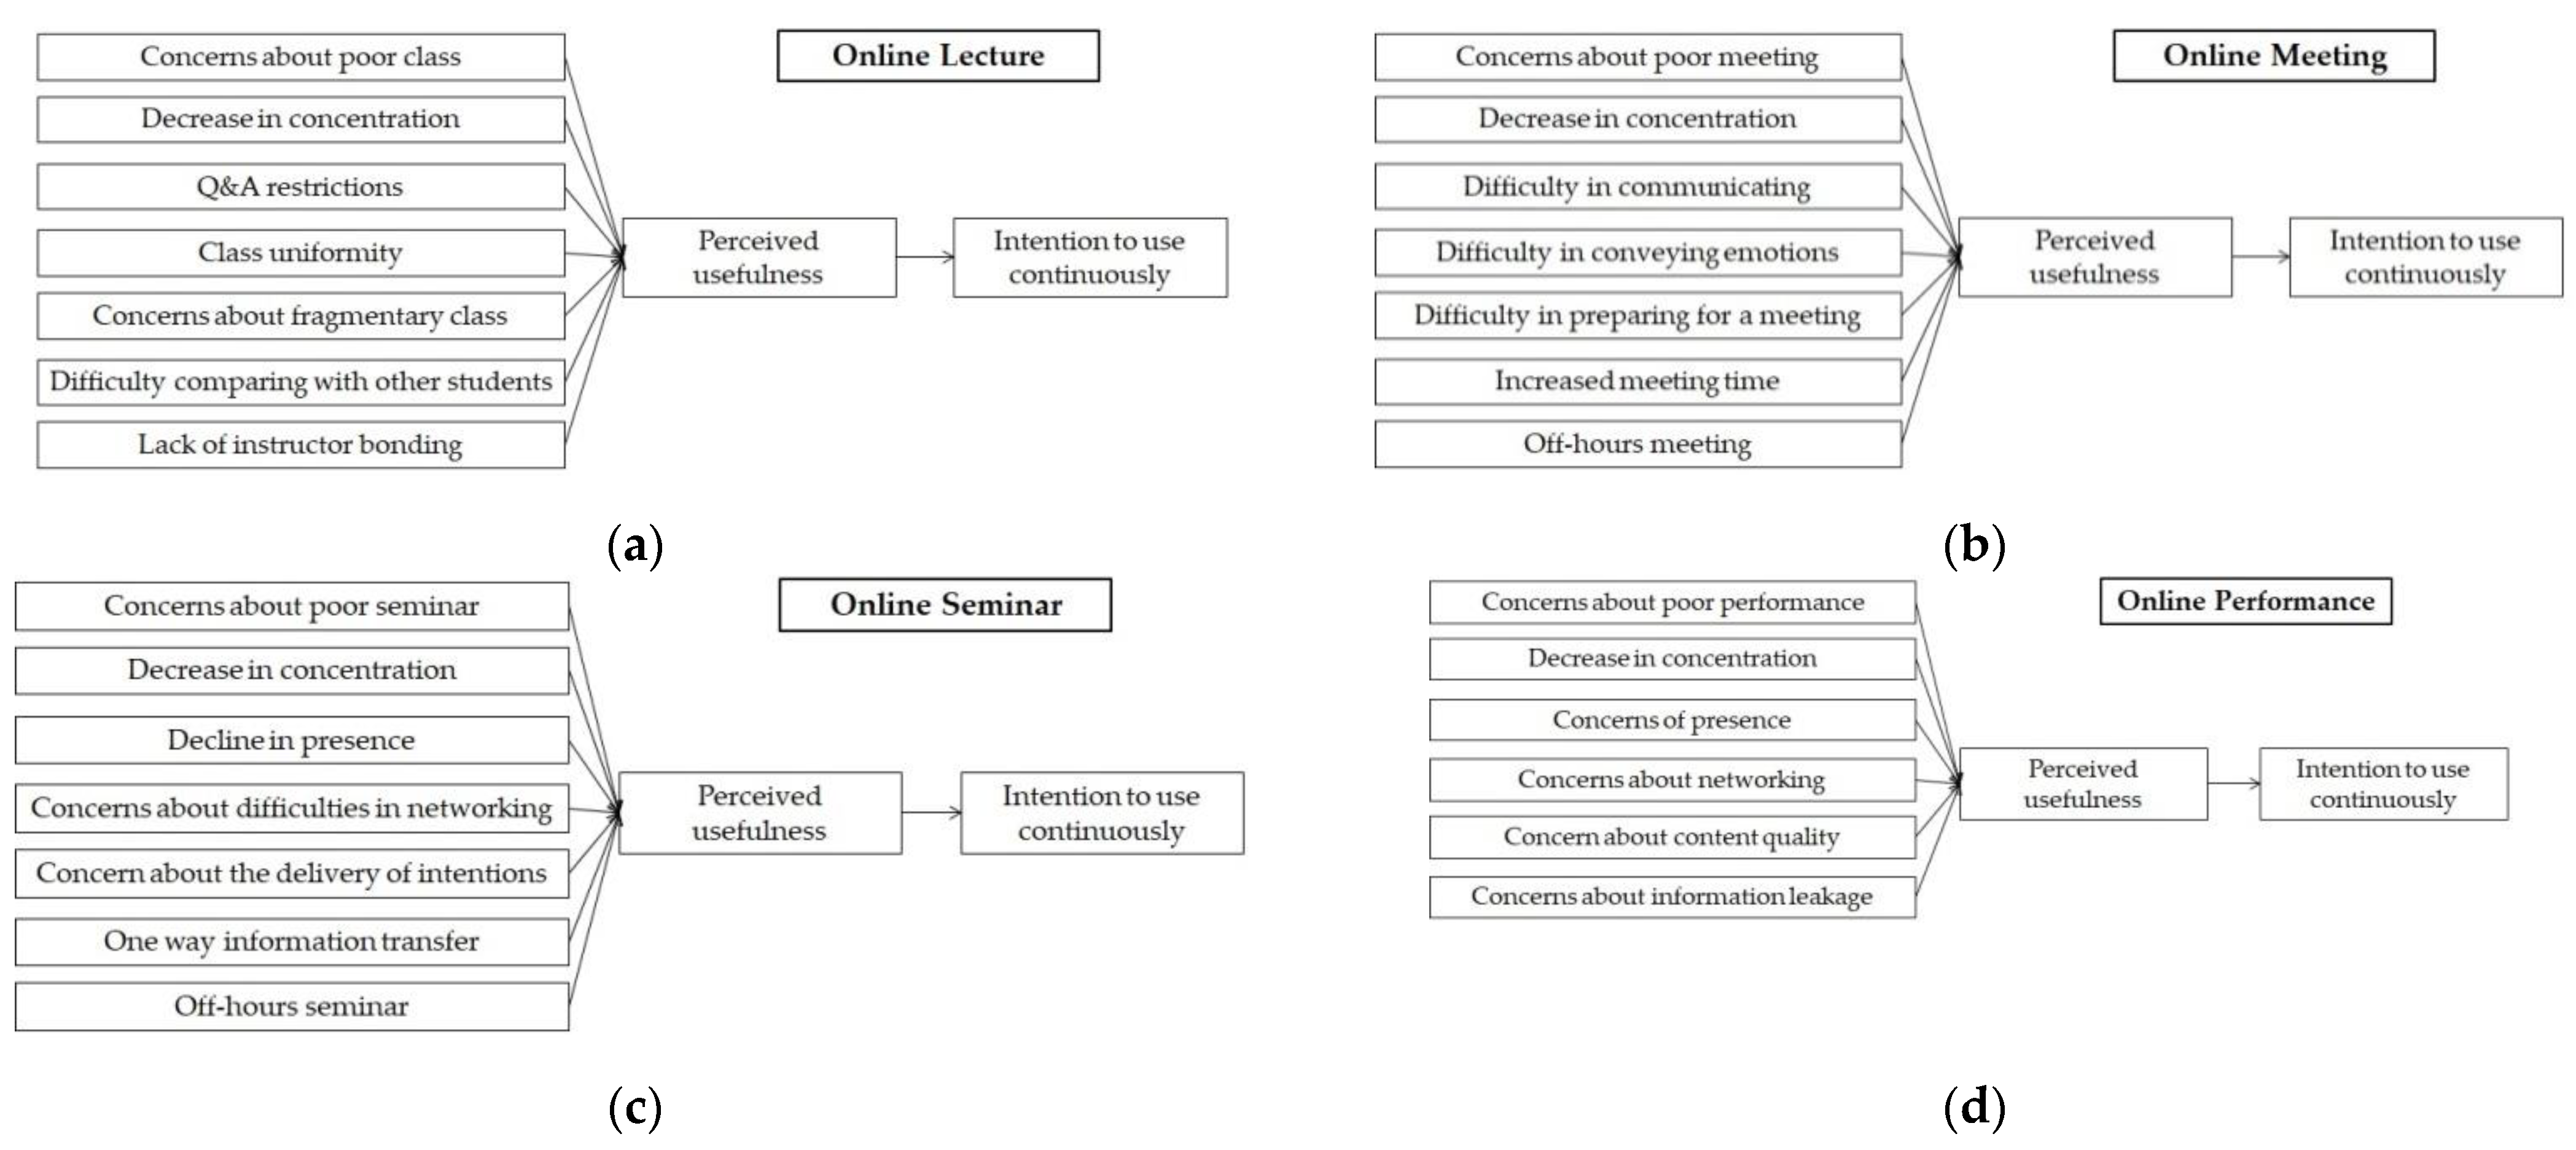 Online Lecture
Concerns about poor class
Decrease in concentration
Q&A restrictions
Class uniformity
Concerns about fragmentary class
Difficulty comparing with other students
Lack of instructor bonding
Perceived
usefulness
Intention to use
continuously
(a)
Online Meeting
Concerns about poor meeting
Decrease in concentration
Difficulty in communicating
Difficulty in conveying emotions
Difficulty in preparing for a meeting
Increased meeting time
Off-hours meeting
Perceived
usefulness
Intention to use
continuously
(b)
Online Seminar
Concerns about poor seminar
Decrease in concentration
Decline in presence
Concerns about difficulties in networking
Concern about the delivery of intentions
One way information transfer
Off-hours seminar
Perceived
usefulness
Intention to use
continuously
(c)
Online Performance
Concerns about poor performance
Decrease in concentration
Concerns of presence
Concerns about networking
Concern about content quality
Concerns about information leakage
Perceived
usefulness
Intention to use
continuously
(d)